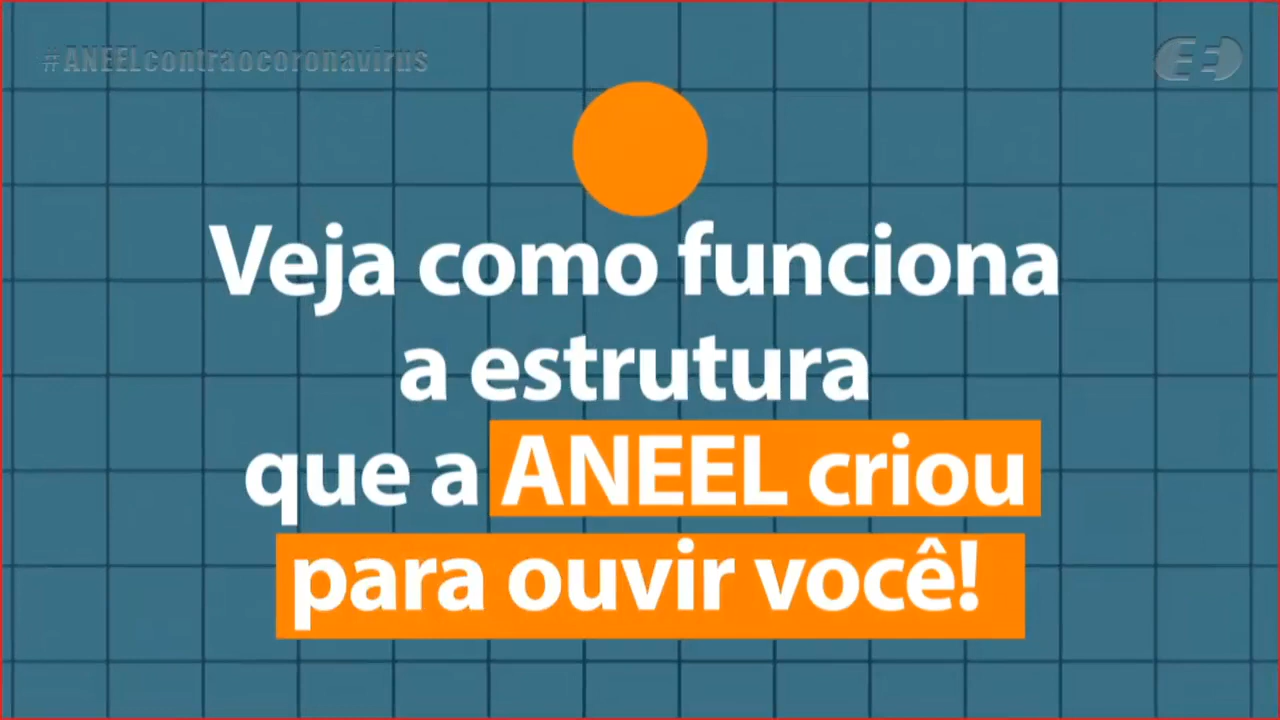 #ANEELcontraocoronavirus
Veja como funciona
a estrutura
que a ANEEL criou
para ouvir você!